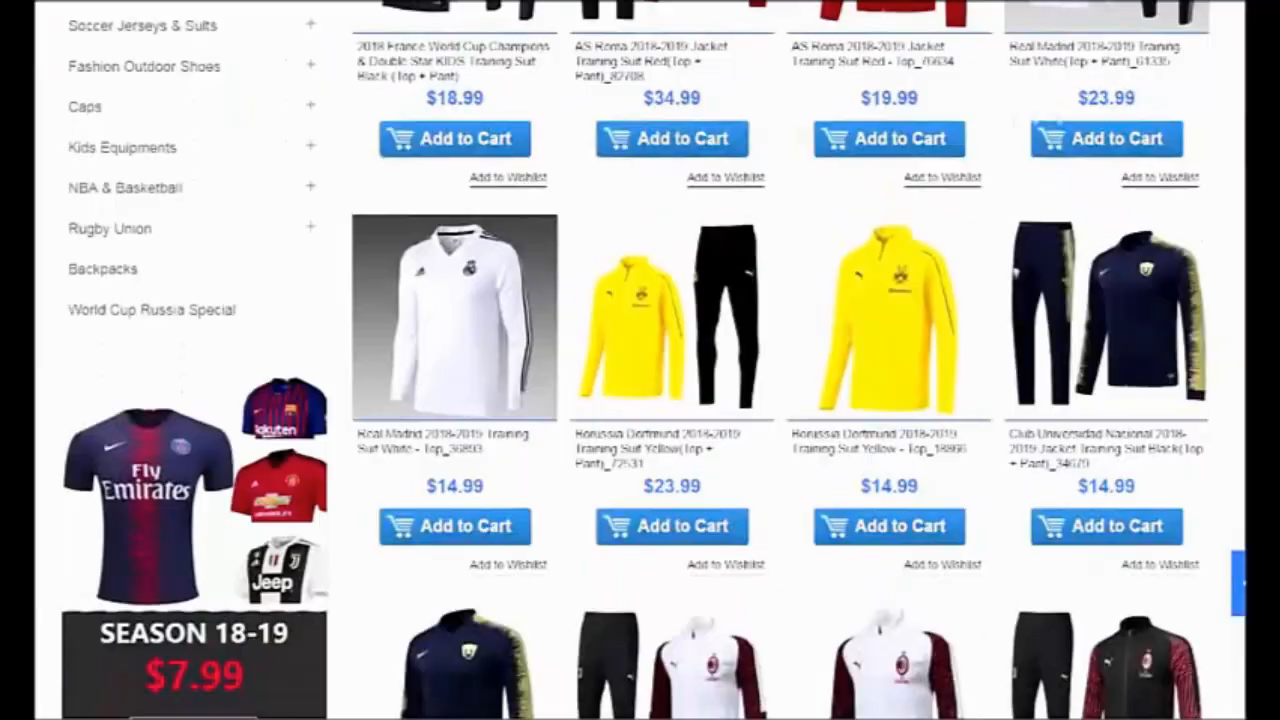 Soccer Jerseys & Suits
Fashion Outdoor Shoes
Caps
Kids Equipments
NBA & Basketball
Rugby Union
Backpacks
World Cup Russia Special
Fly
Emirates
Rakuten
Jeep
SEASON 18-19
$7.99
2018 France World Cup Champions
& Double Star KIDS Training Suit
Black (Top + Pant)
$18.99
Add to Cart
Add to Wishlist
AS Roma 2018-2019 Jacket
Training Suit Red(Top +
Pant)_82708
$34.99
Add to Cart
Add to Wishlist
AS Roma 2018-2019 Jacket
Training Suit Red - Top_76634
$19.99
Add to Cart
Add to Wishlist
Real Madrid 2018-2019 Training
Suit White(Top + Pant)_61335
$23.99
Add to Cart
Add to Wishlist
Real Madrid 2018-2019 Training
Suit White - Top_36893
$14.99
Add to Cart
Add to Wishlist
Borussia Dortmund 2018-2019
Training Suit Yellow(Top +
Pant)_72531
$23.99
Add to Cart
Add to Wishlist
Borussia Dortmund 2018-2019
Training Suit Yellow - Top_18866
$14.99
Add to Cart
Add to Wishlist
Club Universidad Nacional 2018-
2019 Jacket Training Suit Black(Top
+ Pant)_34679
$14.99
Add to Cart
Add to Wishlist